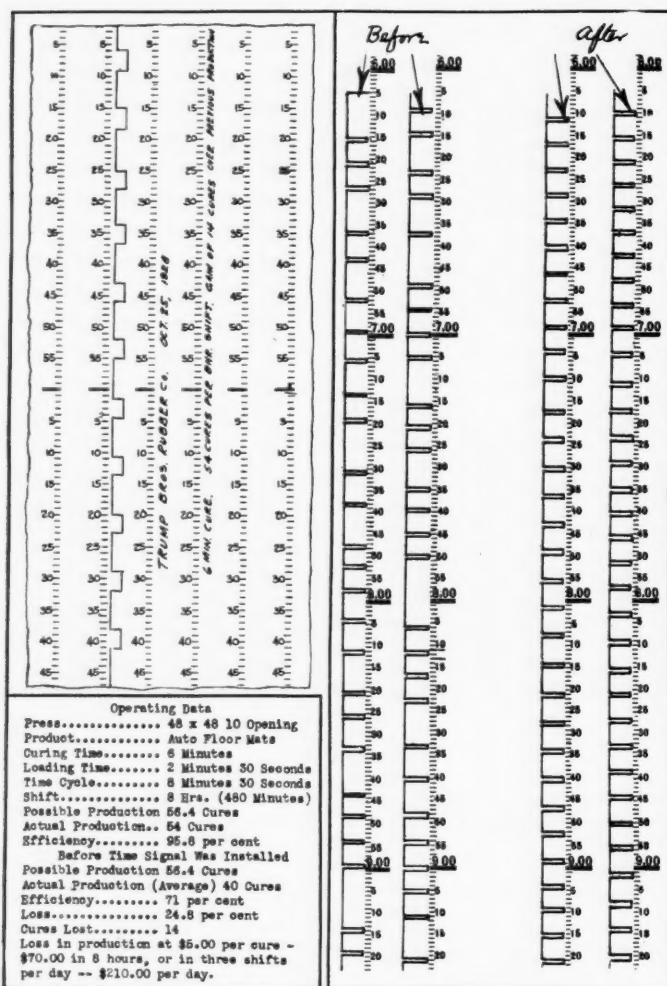 Before
After
TRUMP BROS. RUBBER CO. OCT. 25, 1928
6 MIN. CURE. 54 CURES PER 8HR. SHIFT. GAIN OF 14 CURES OVER PREVIOUS PRODUCTION
6.00
7.00
8.00
9.00
Operating Data
Press.............. 48 x 48 10 Opening
Product............ Auto Floor Mats
Curing Time........ 6 Minutes
Loading Time....... 2 Minutes 30 Seconds
Time Cycle......... 8 Minutes 30 Seconds
Shift.............. 8 Hrs. (480 Minutes)
Possible Production 56.4 Cures
Actual Production.. 54 Cures
Efficiency......... 95.8 per cent
Before Time Signal Was Installed
Possible Production 56.4 Cures
Actual Production (Average) 40 Cures
Efficiency......... 71 per cent
Loss............... 24.8 per cent
Cures Lost......... 14
Loss in production at $5.00 per cure -
$70.00 in 8 hours, or in three shifts
per day -- $210.00 per day.